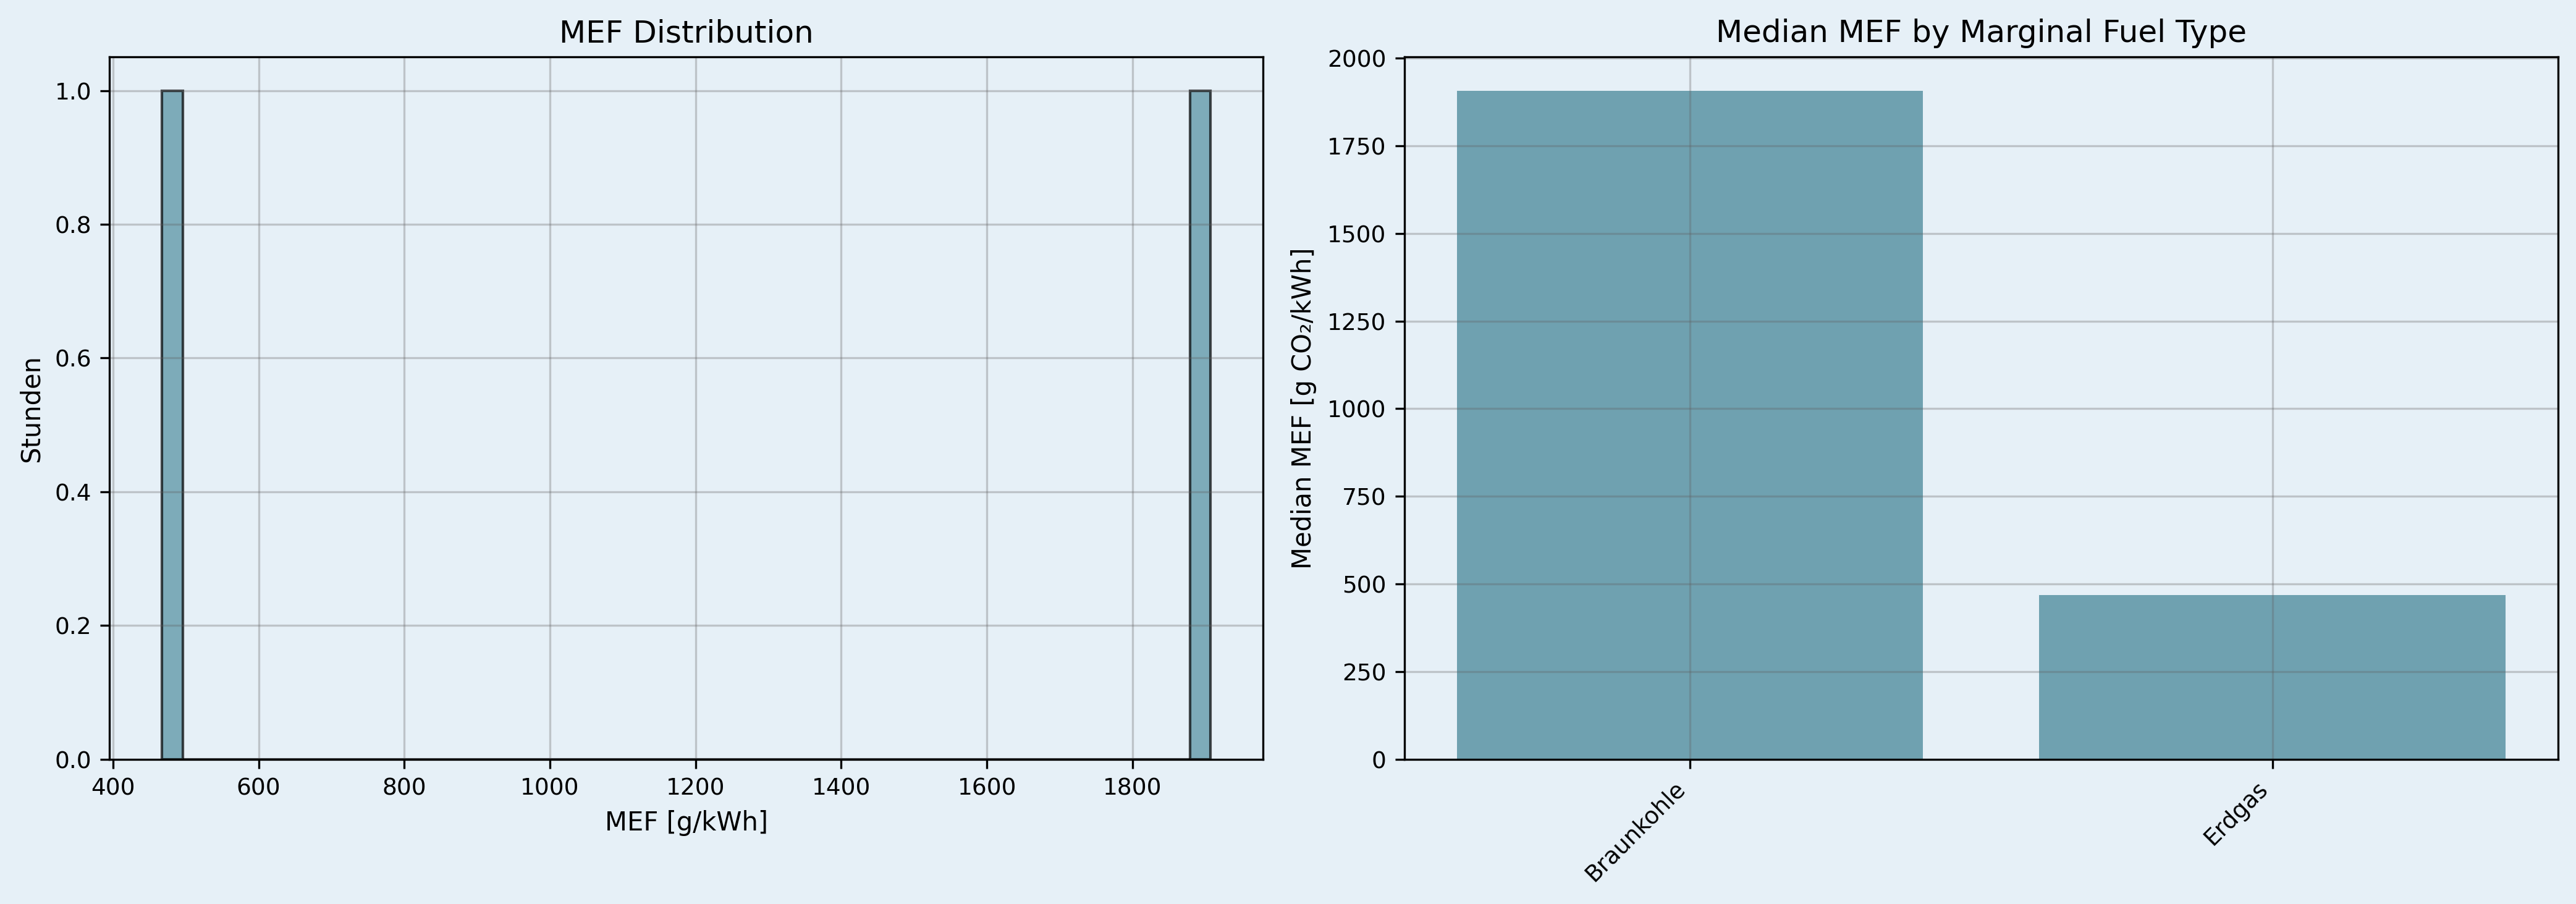 MEF Distribution
1.0
0.8
0.6
0.4
0.2
0.0
Stunden
400 600 800 1000 1200 1400 1600 1800
MEF [g/kWh]
Median MEF by Marginal Fuel Type
2000
1750
1500
1250
1000
750
500
250
0
Median MEF [g CO₂/kWh]
Braunkohle
Erdgas